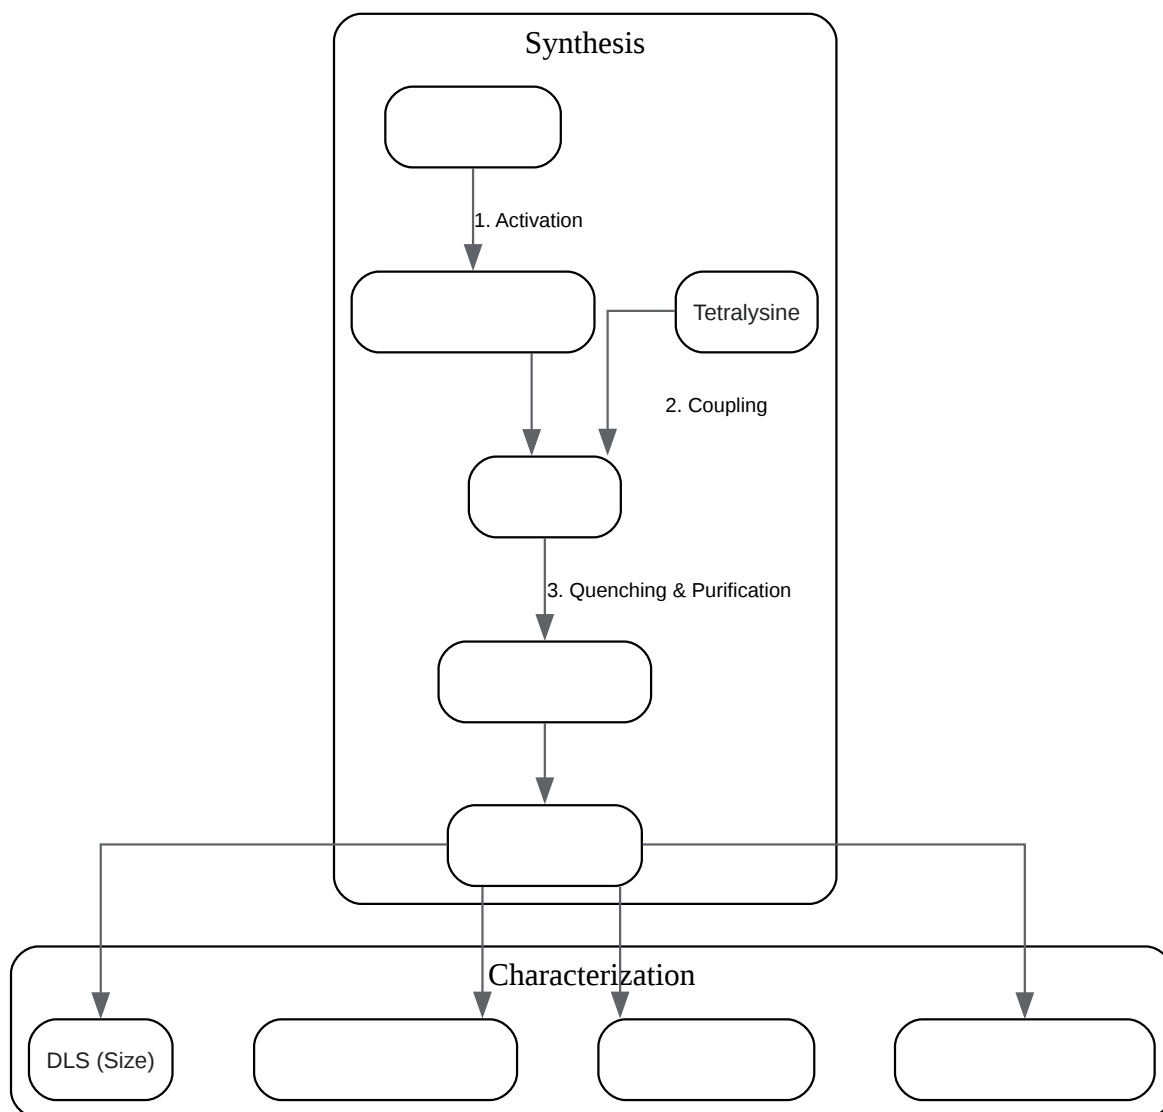 Synthesis
1. Activation
Tetralysine
2. Coupling
3. Quenching & Purification
Characterization
DLS (Size)